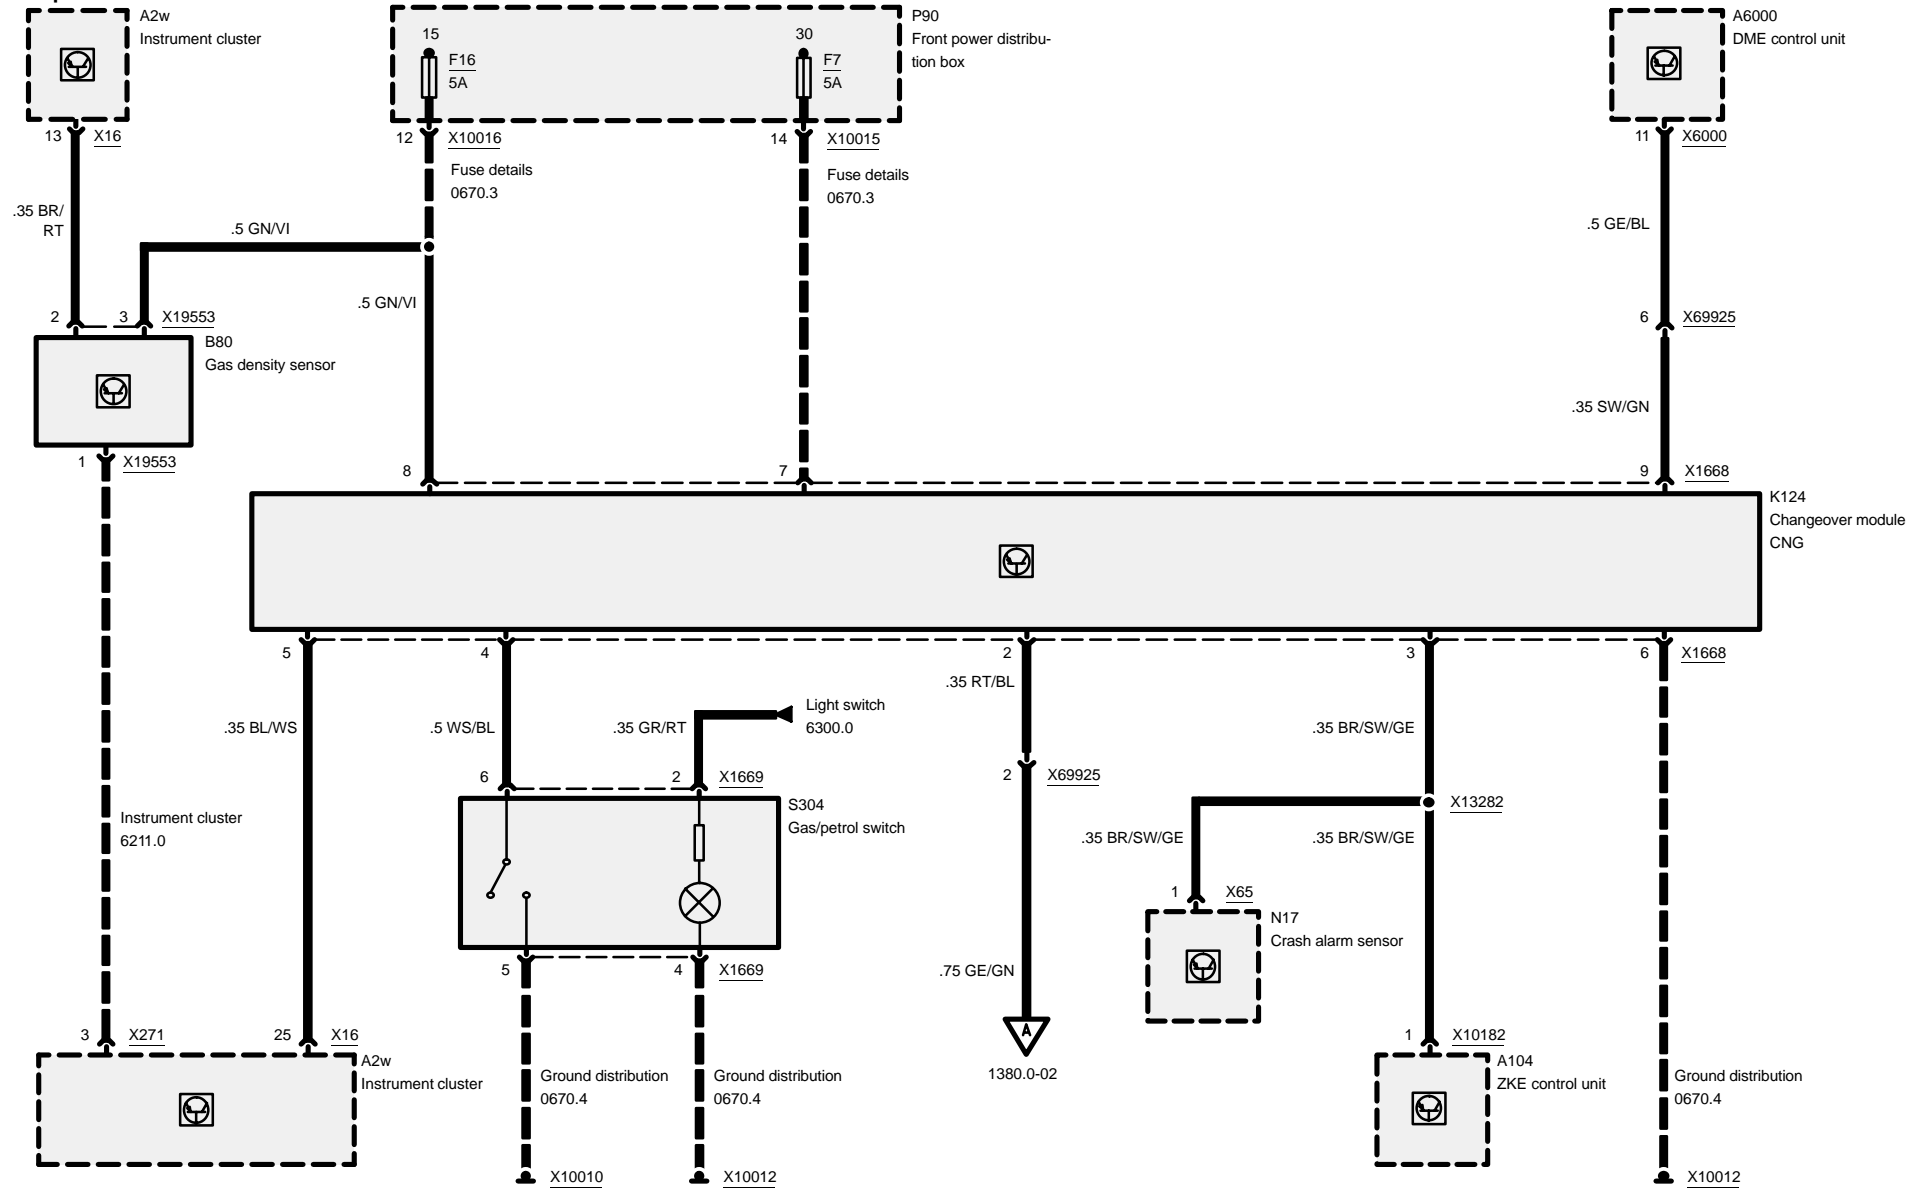 A2w
Instrument cluster
15
F16
5A
30
F7
5A
P90
Front power distribu-
tion box
A6000
DME control unit
13
X16
12
X10016
14
X10015
11
X6000
Fuse details
0670.3
Fuse details
0670.3
.35 BR/
RT
.5 GN/VI
.5 GE/BL
.5 GN/VI
2
3
X19553
6
X69925
B80
Gas density sensor
.35 SW/GN
1
X19553
8
7
9
X1668
K124
Changeover module
CNG
5
4
2
3
6
X1668
.35 RT/BL
.35 BL/WS
.5 WS/BL
.35 GR/RT
Light switch
6300.0
.35 BR/SW/GE
6
2
X1669
2
X69925
S304
Gas/petrol switch
X13282
Instrument cluster
6211.0
.35 BR/SW/GE
.35 BR/SW/GE
1
X65
N17
Crash alarm sensor
5
4
X1669
.75 GE/GN
3
X271
25
X16
A
1
X10182
A2w
Instrument cluster
Ground distribution
0670.4
Ground distribution
0670.4
1380.0-02
A104
ZKE control unit
Ground distribution
0670.4
X10010
X10012
X10012